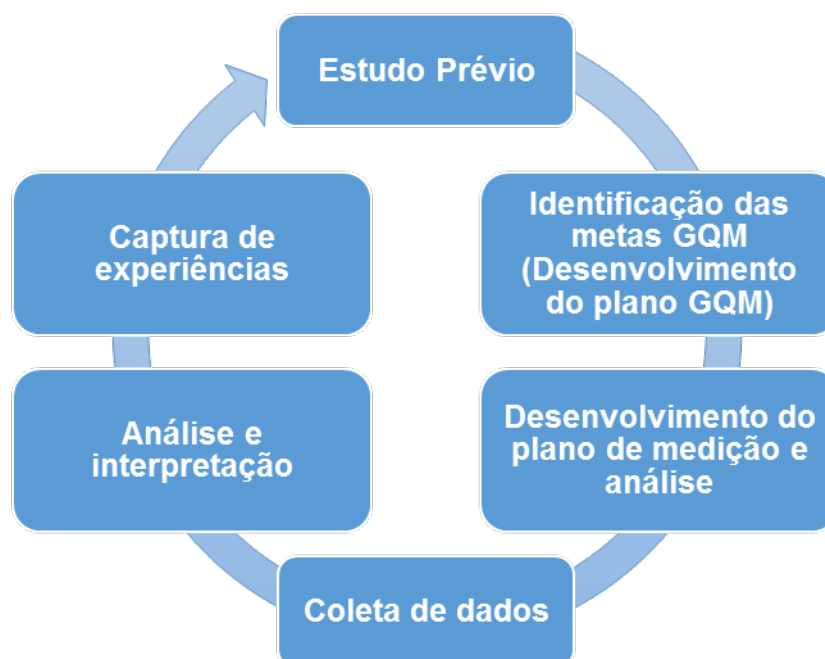 Estudo Prévio
Identificação das
metas GQM
(Desenvolvimento
do plano GQM)
Desenvolvimento do
plano de medição e
análise
Coleta de dados
Análise e
interpretação
Captura de
experiências